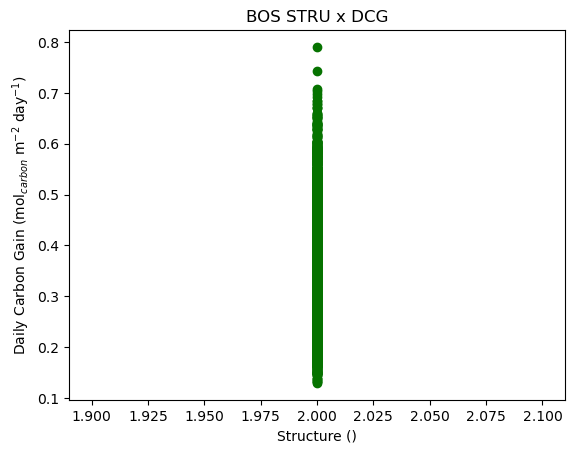 BOS STRU x DCG
Daily Carbon Gain (mol_carbon m⁻² day⁻¹)
0.8
0.7
0.6
0.5
0.4
0.3
0.2
0.1
1.900 1.925 1.950 1.975 2.000 2.025 2.050 2.075 2.100
Structure ()